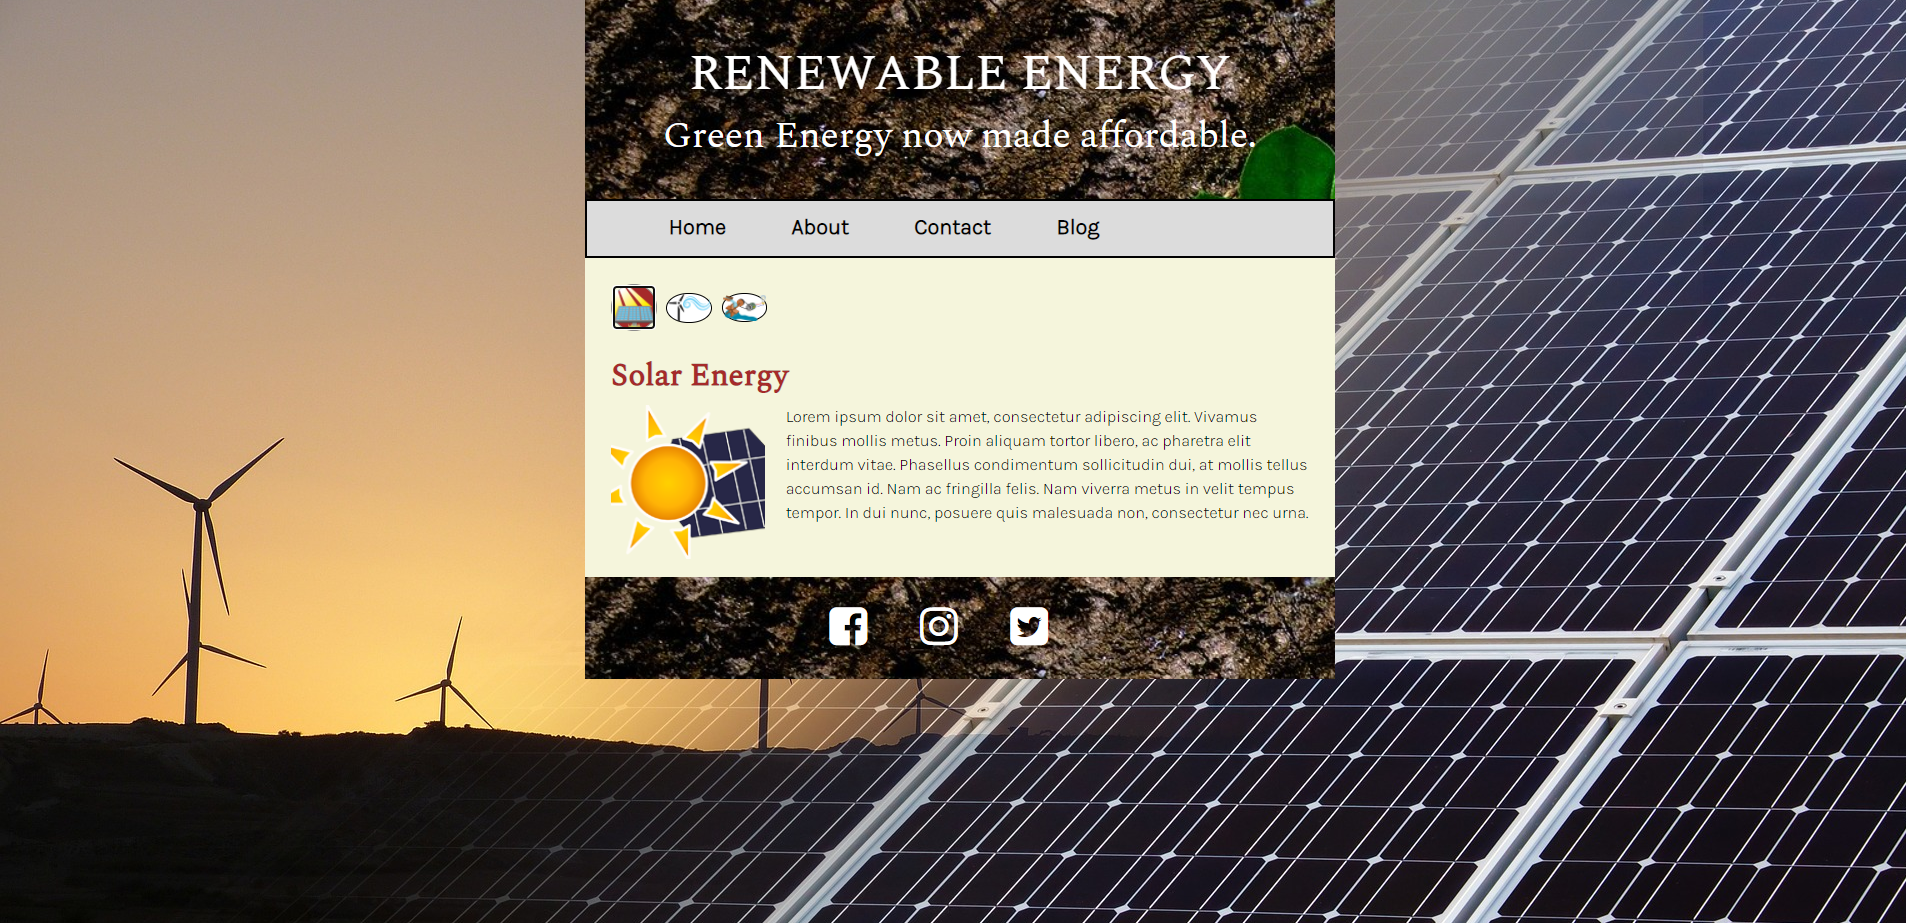 RENEWABLE ENERGY
Green Energy now made affordable.
Home About Contact Blog
Solar Energy
Lorem ipsum dolor sit amet, consectetur adipiscing elit. Vivamus
finibus mollis metus. Proin aliquam tortor libero, ac pharetra elit
interdum vitae. Phasellus condimentum sollicitudin dui, at mollis tellus
accumsan id. Nam ac fringilla felis. Nam viverra metus in velit tempus
tempor. In dui nunc, posuere quis malesuada non, consectetur nec urna.